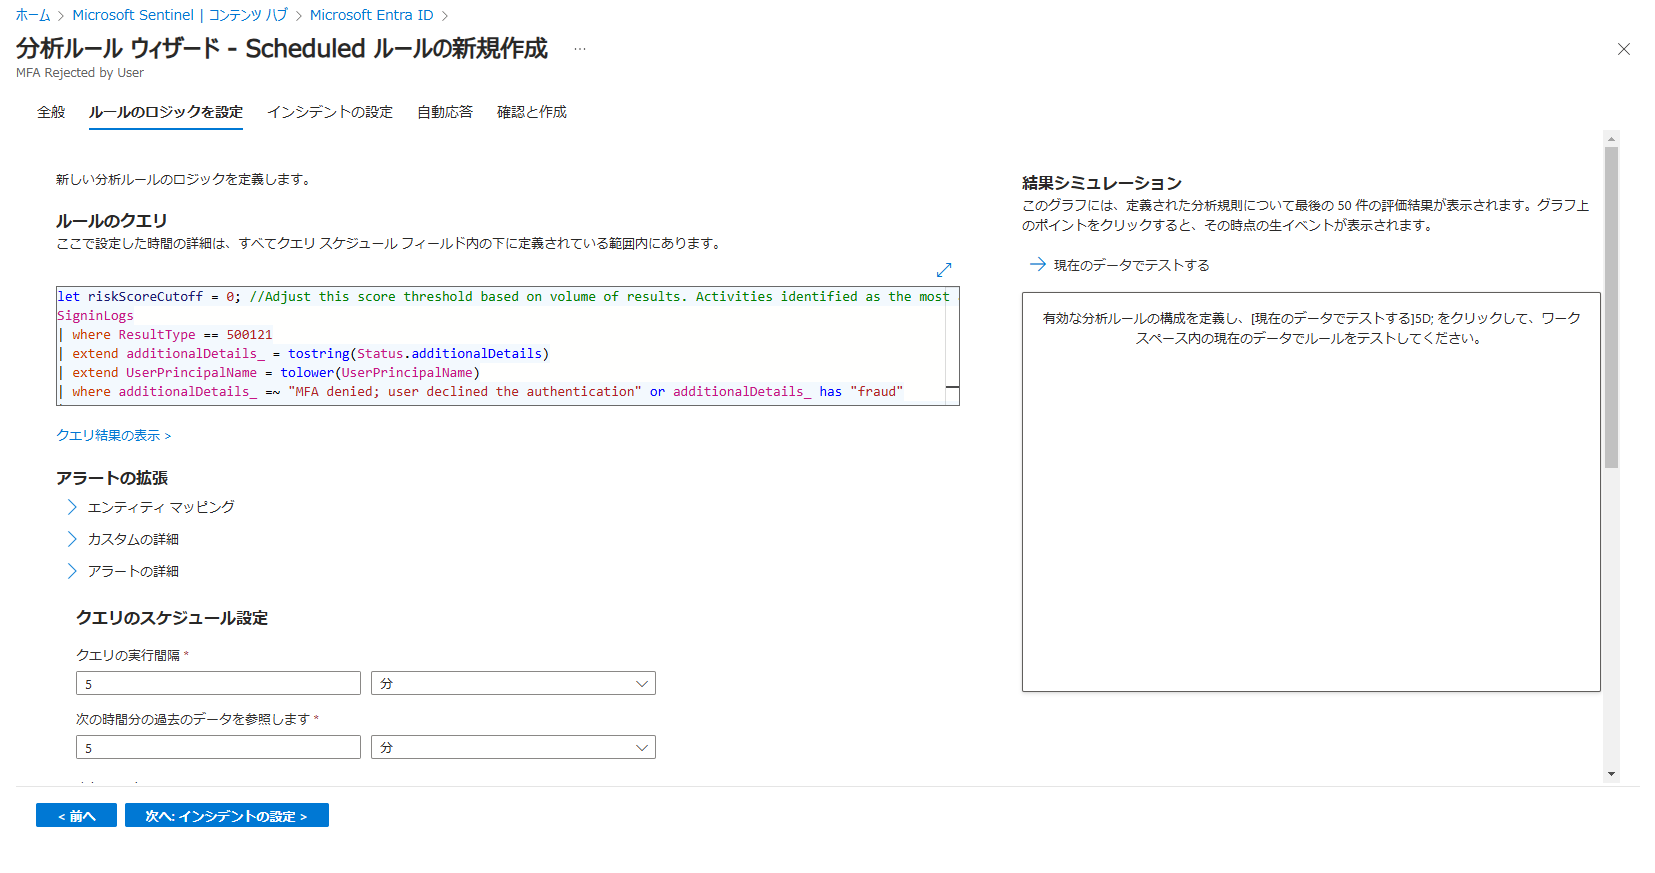 ホーム > Microsoft Sentinel | コンテンツ ハブ > Microsoft Entra ID >
分析ルール ウィザード - Scheduled ルールの新規作成 ...
MFA Rejected by User
全般 ルールのロジックを設定 インシデントの設定 自動応答 確認と作成
新しい分析ルールのロジックを定義します。
ルールのクエリ
ここで設定した時間の詳細は、すべてクエリ スケジュール フィールド内の下に定義されている範囲内にあります。
let riskScoreCutoff = 0; //Adjust this score threshold based on volume of results. Activities identified as the most
SigninLogs
| where ResultType == 500121
| extend additionalDetails_ = tostring(Status.additionalDetails)
| extend UserPrincipalName = tolower(UserPrincipalName)
| where additionalDetails_ =~ "MFA denied; user declined the authentication" or additionalDetails_ has "fraud"
クエリ結果の表示 >
アラートの拡張
エンティティ マッピング
カスタムの詳細
アラートの詳細
クエリのスケジュール設定
クエリの実行間隔 *
5 分
次の時間分の過去のデータを参照します *
5 分
< 前へ 次へ: インシデントの設定 >
結果シミュレーション
このグラフには、定義された分析規則について最後の 50 件の評価結果が表示されます。グラフ上
のポイントをクリックすると、その時点の生イベントが表示されます。
現在のデータでテストする
有効な分析ルールの構成を定義し、[現在のデータでテストする]5D; をクリックして、ワーク
スペース内の現在のデータでルールをテストしてください。